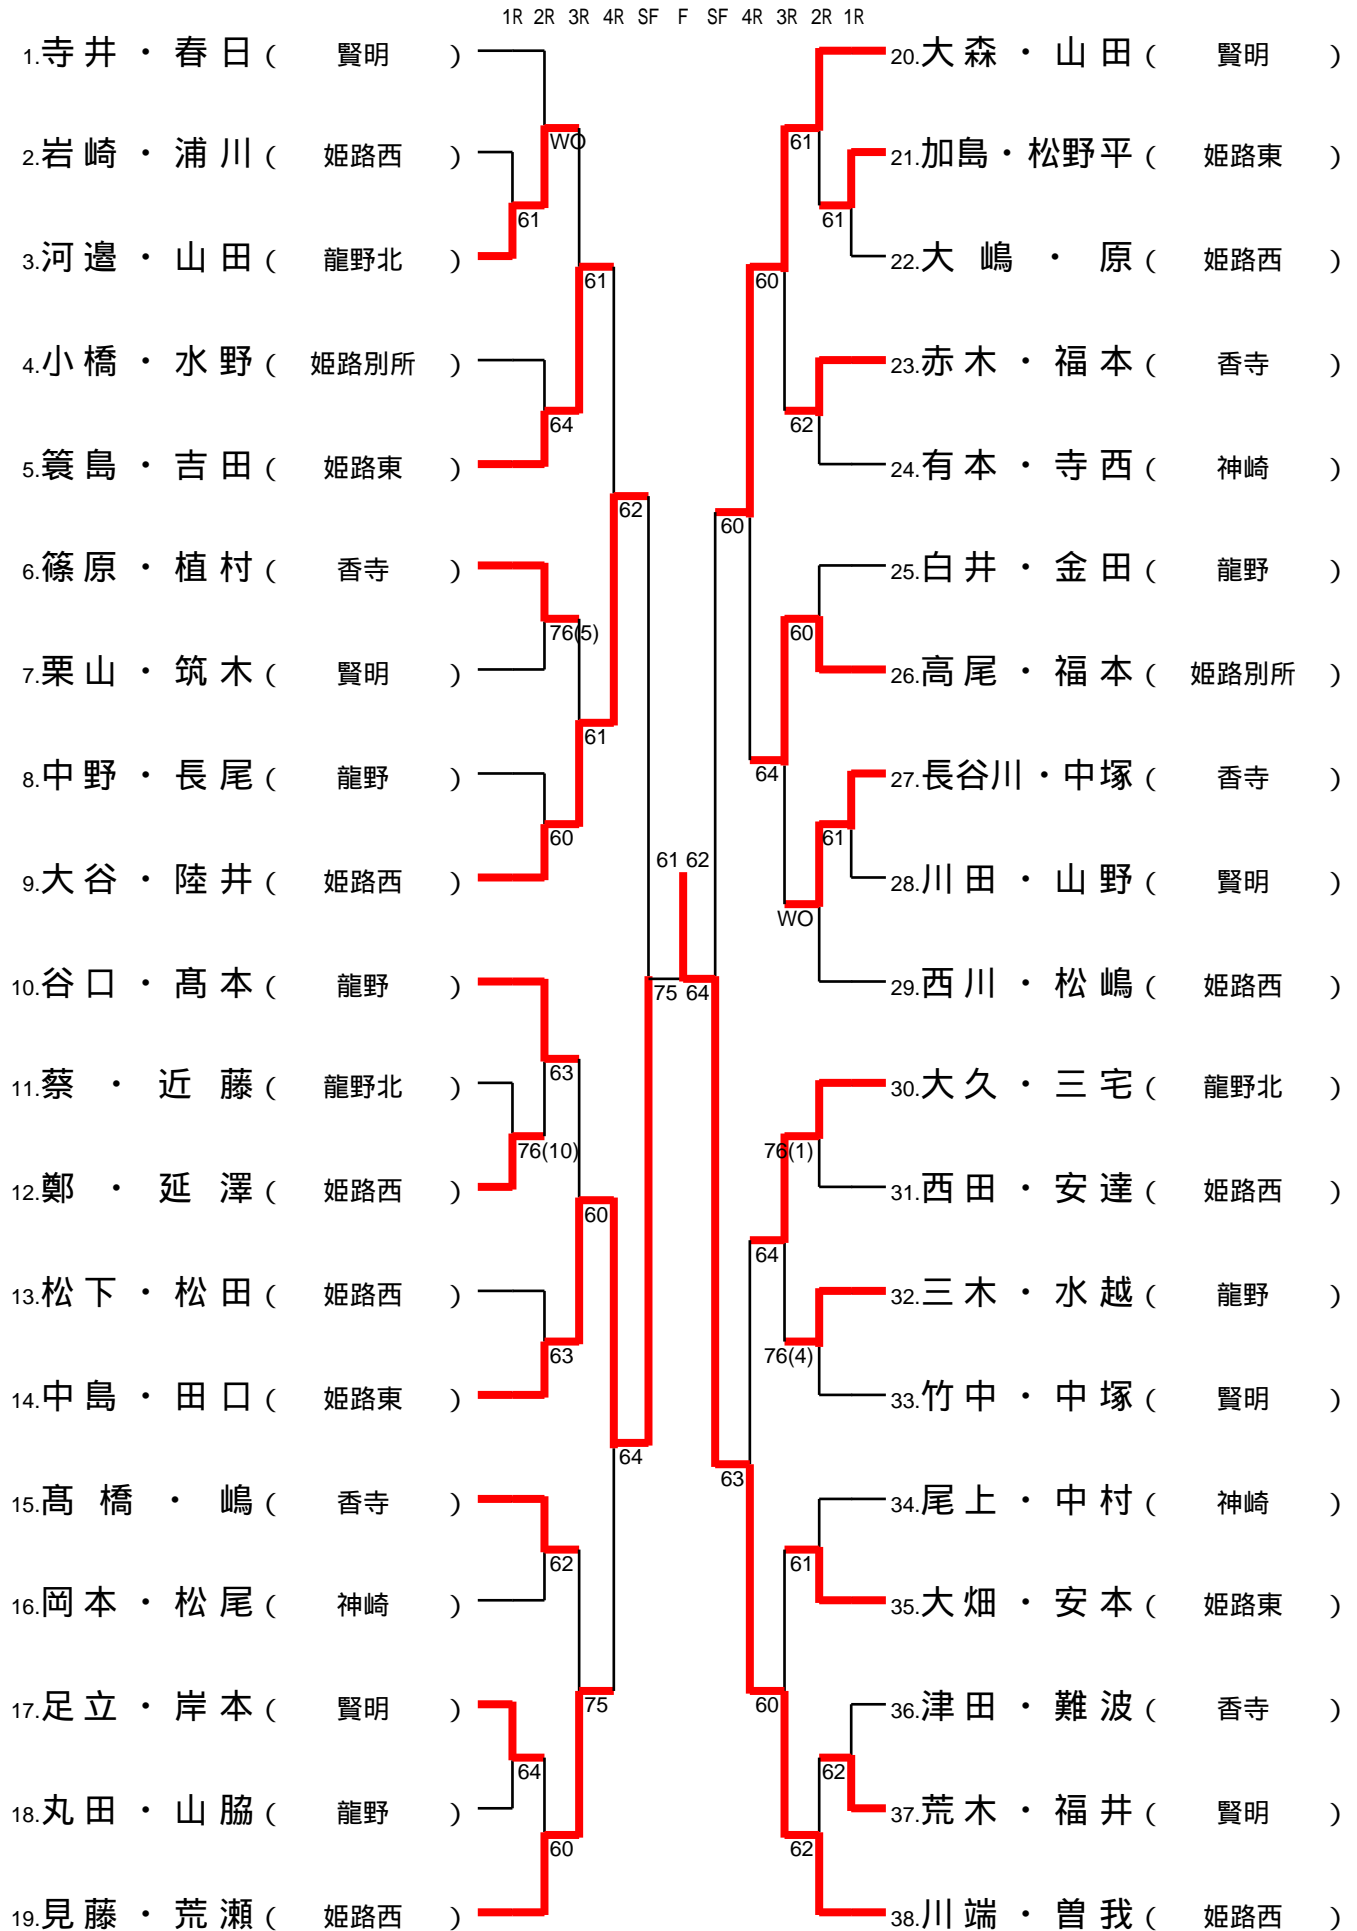 1R 2R 3R 4R SF F SF 4R 3R 2R 1R
1.寺井・春日( 賢明 )
2.岩崎・浦川( 姫路西 )
3.河邉・山田( 龍野北 )
4.小橋・水野( 姫路別所 )
5.簑島・吉田( 姫路東 )
6.篠原・植村( 香寺 )
7.栗山・筑木( 賢明 )
8.中野・長尾( 龍野 )
9.大谷・陸井( 姫路西 )
10.谷口・髙本( 龍野 )
11.蔡・近藤( 龍野北 )
12.鄭・延澤( 姫路西 )
13.松下・松田( 姫路西 )
14.中島・田口( 姫路東 )
15.髙橋・嶋( 香寺 )
16.岡本・松尾( 神崎 )
17.足立・岸本( 賢明 )
18.丸田・山脇( 龍野 )
19.見藤・荒瀬( 姫路西 )
61
76(10)
64
WO
64
76(5)
60
63
63
62
60
61
61
60
75
62
64
75
61 62
64
60
63
60
64
64
60
61
62
60
WO
76(1)
76(4)
61
62
61
61
62
20.大森・山田( 賢明 )
21.加島・松野平( 姫路東 )
22.大嶋・原( 姫路西 )
23.赤木・福本( 香寺 )
24.有本・寺西( 神崎 )
25.白井・金田( 龍野 )
26.高尾・福本( 姫路別所 )
27.長谷川・中塚( 香寺 )
28.川田・山野( 賢明 )
29.西川・松嶋( 姫路西 )
30.大久・三宅( 龍野北 )
31.西田・安達( 姫路西 )
32.三木・水越( 龍野 )
33.竹中・中塚( 賢明 )
34.尾上・中村( 神崎 )
35.大畑・安本( 姫路東 )
36.津田・難波( 香寺 )
37.荒木・福井( 賢明 )
38.川端・曽我( 姫路西 )